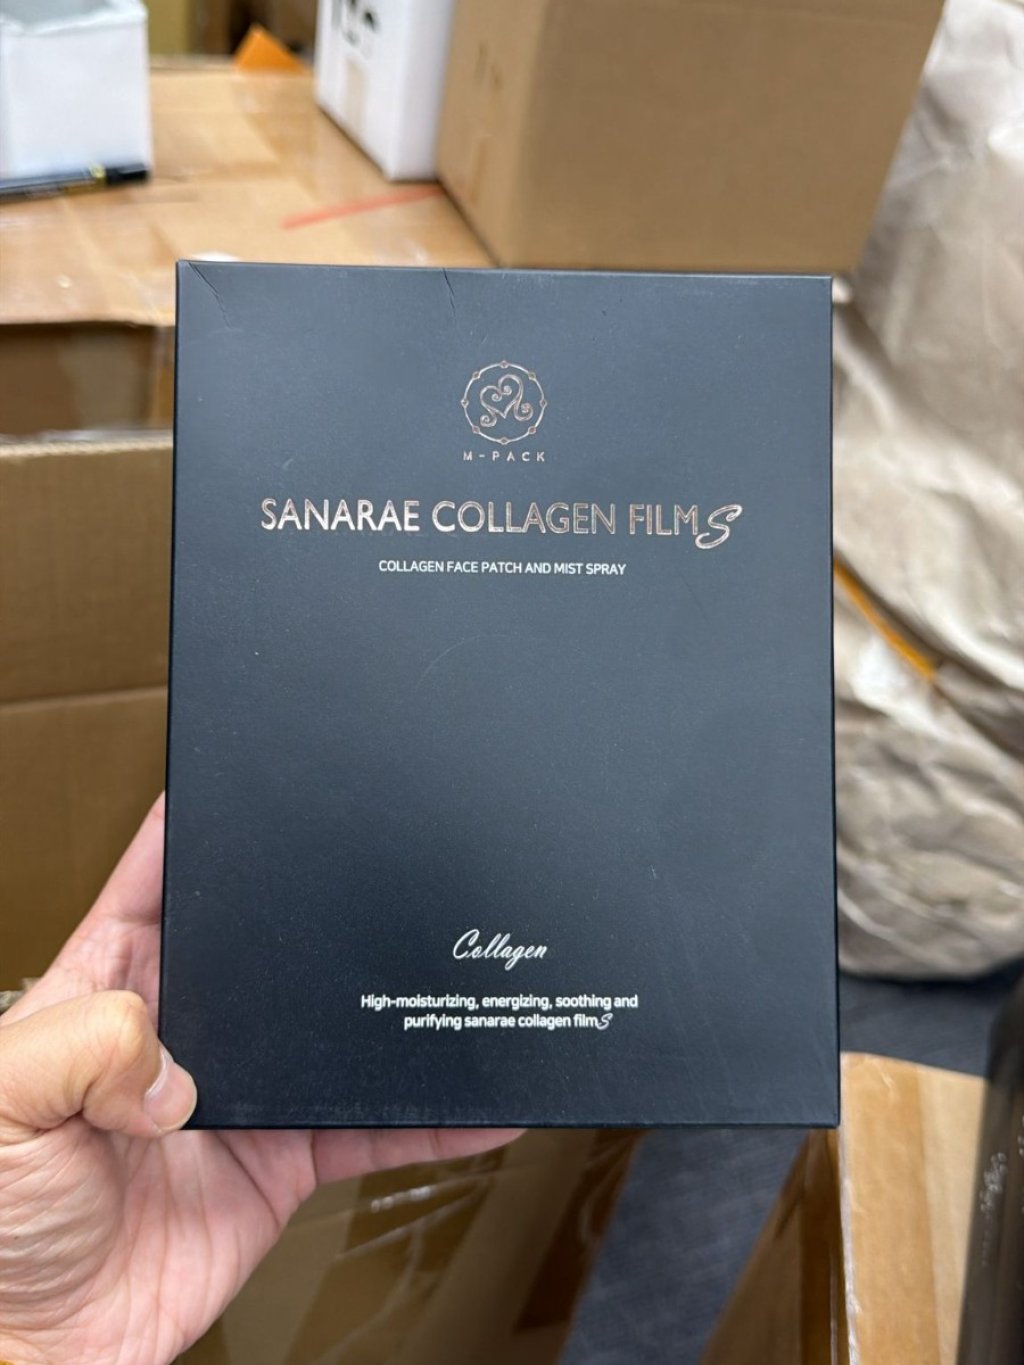 M-PACK
SANARAE COLLAGEN FILMS
COLLAGEN FACE PATCH AND MIST SPRAY
Collagen
High-moisturizing, energizing, soothing and
purifying sanarae collagen filmS